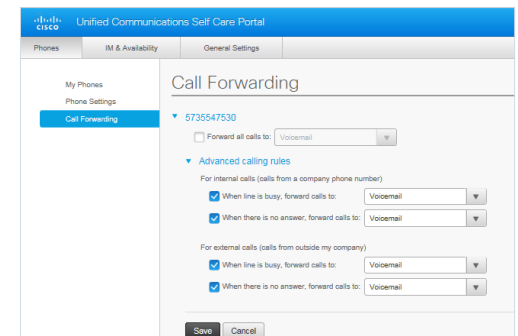 cisco Unified Communications Self Care Portal
Phones IM & Availability General Settings
My Phones
Phone Settings
Call Forwarding
Call Forwarding
5735547530
Forward all calls to: Voicemail
Advanced calling rules
For internal calls (calls from a company phone number)
When line is busy, forward calls to: Voicemail
When there is no answer, forward calls to: Voicemail
For external calls (calls from outside my company)
When line is busy, forward calls to: Voicemail
When there is no answer, forward calls to: Voicemail
Save Cancel